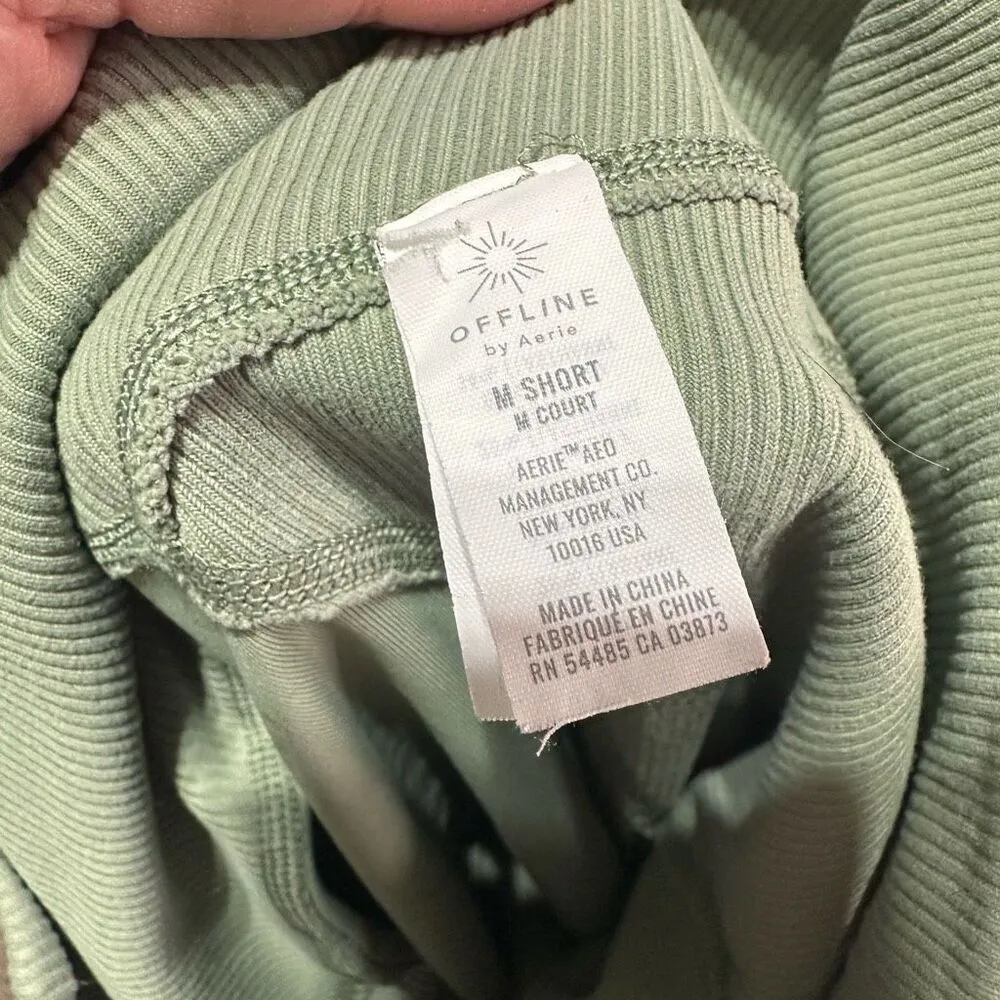 OFFLINE
by Aerie
M SHORT
M COURT
AERIE™ AEO
MANAGEMENT CO.
NEW YORK, NY
10016 USA
MADE IN CHINA
FABRIQUÉ EN CHINE
RN 54485 CA 03873